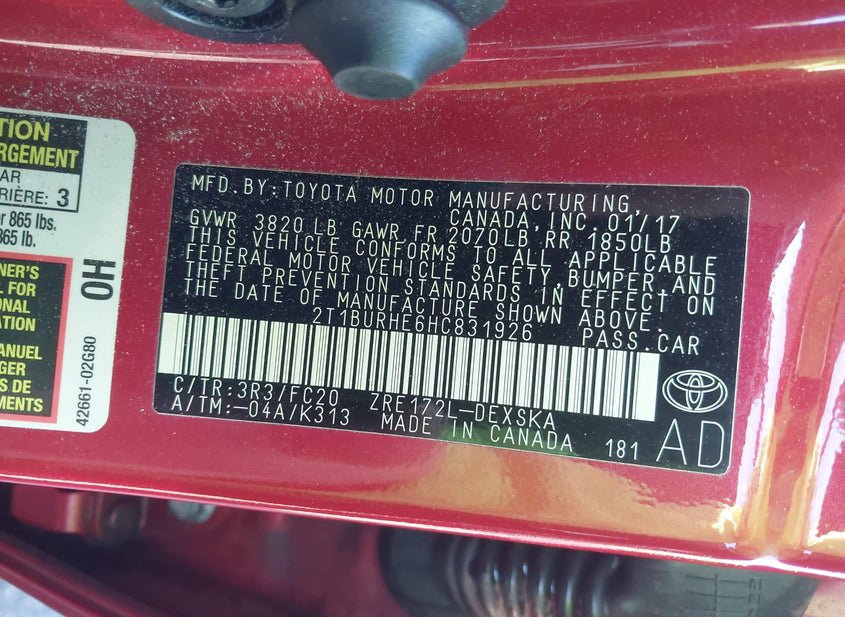 TION
RGEMENT
AR
RIÈRE: 3
r 865 lbs.
865 lb.
NER'S
L FOR
IONAL
TIONS
ANUEL
GER
S DE
MENTS
OH
42661-02G80
MFD. BY: TOYOTA MOTOR MANUFACTURING,
CANADA, INC. 01/17
GVWR 3820 LB GAWR FR 2070LB RR 1850LB
THIS VEHICLE CONFORMS TO ALL APPLICABLE
FEDERAL MOTOR VEHICLE SAFETY, BUMPER, AND
THEFT PREVENTION STANDARDS IN EFFECT ON
THE DATE OF MANUFACTURE SHOWN ABOVE.
2T1BURHE6HC831926 PASS.CAR
C/TR:3R3/FC20 ZRE172L-DEXSKA
A/TM:-04A/K313 MADE IN CANADA 181
AD